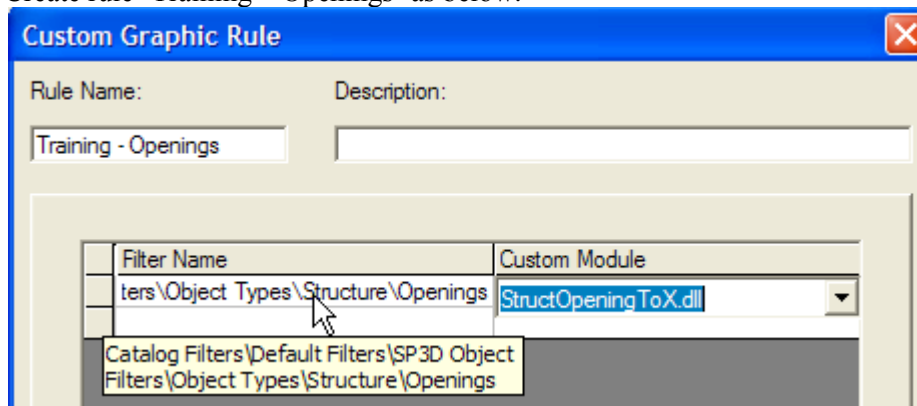 Create rule "Training – Openings" as below.
Custom Graphic Rule
Rule Name:
Description:
Training - Openings
Filter Name
Custom Module
ters\Object Types\Structure\Openings
StructOpeningToX.dll
Catalog Filters\Default Filters\SP3D Object
Filters\Object Types\Structure\Openings